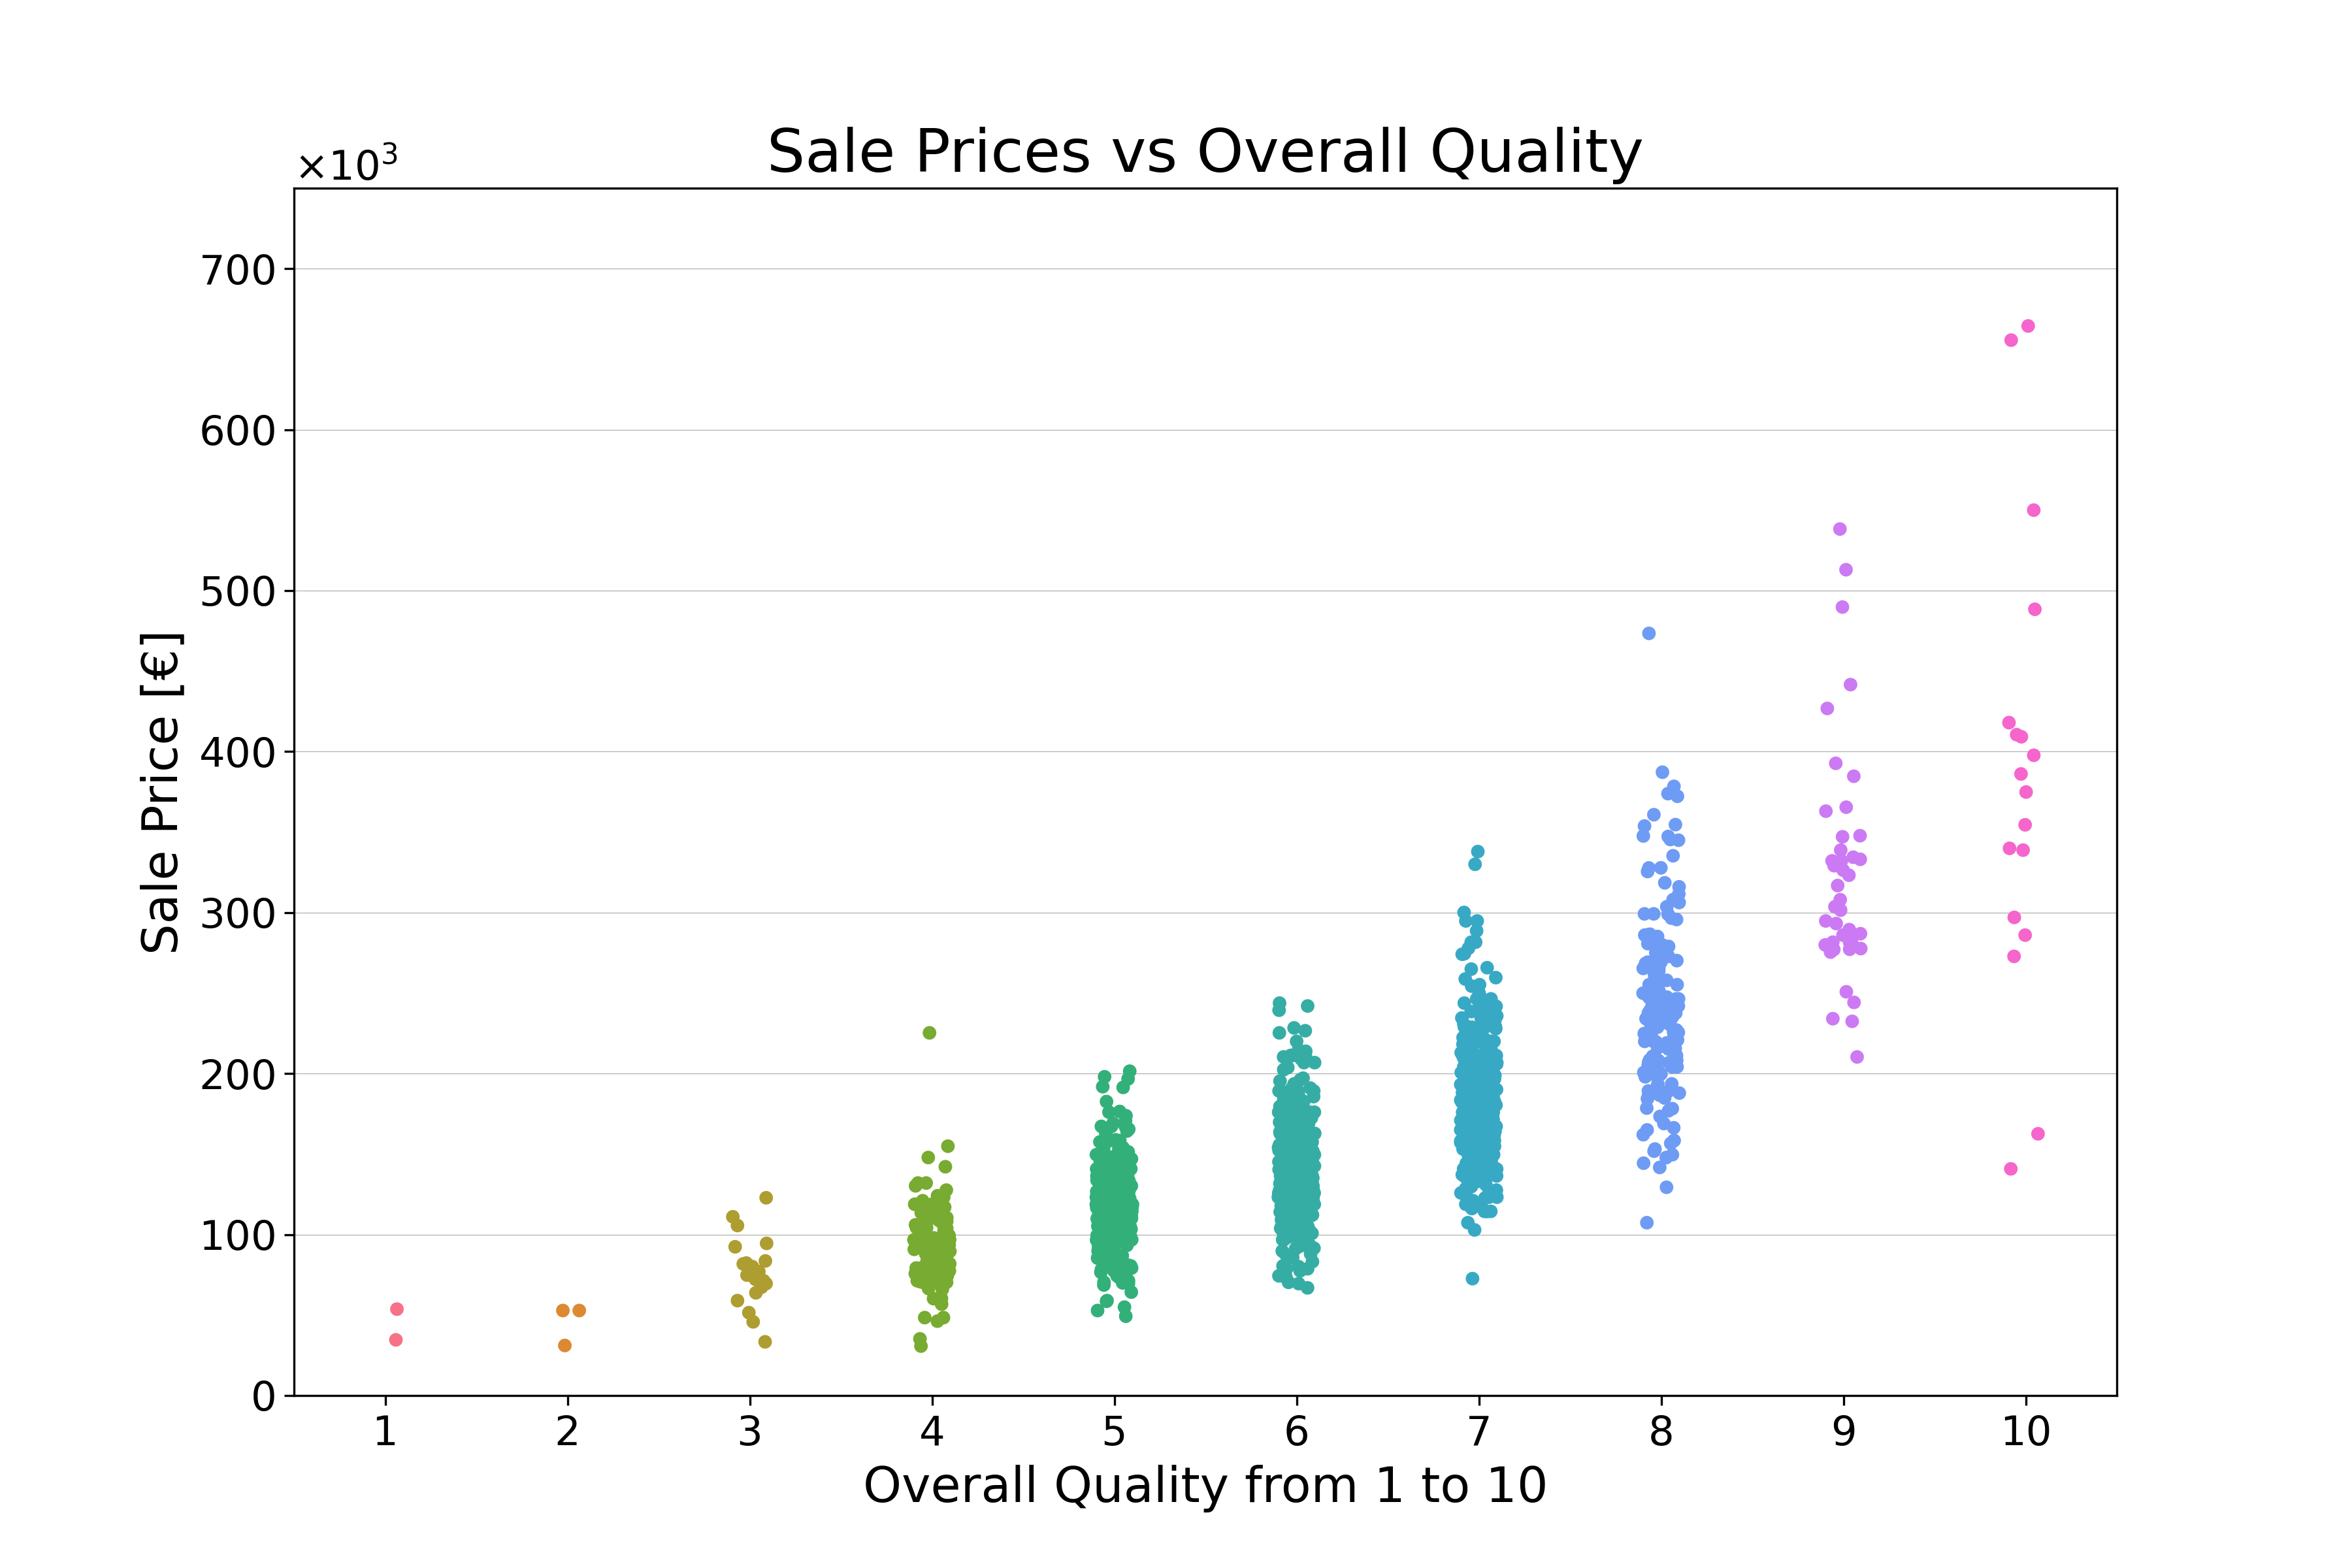 Sale Prices vs Overall Quality
×10³
700
600
500
400
300
200
100
0
Sale Price [€]
1 2 3 4 5 6 7 8 9 10
Overall Quality from 1 to 10